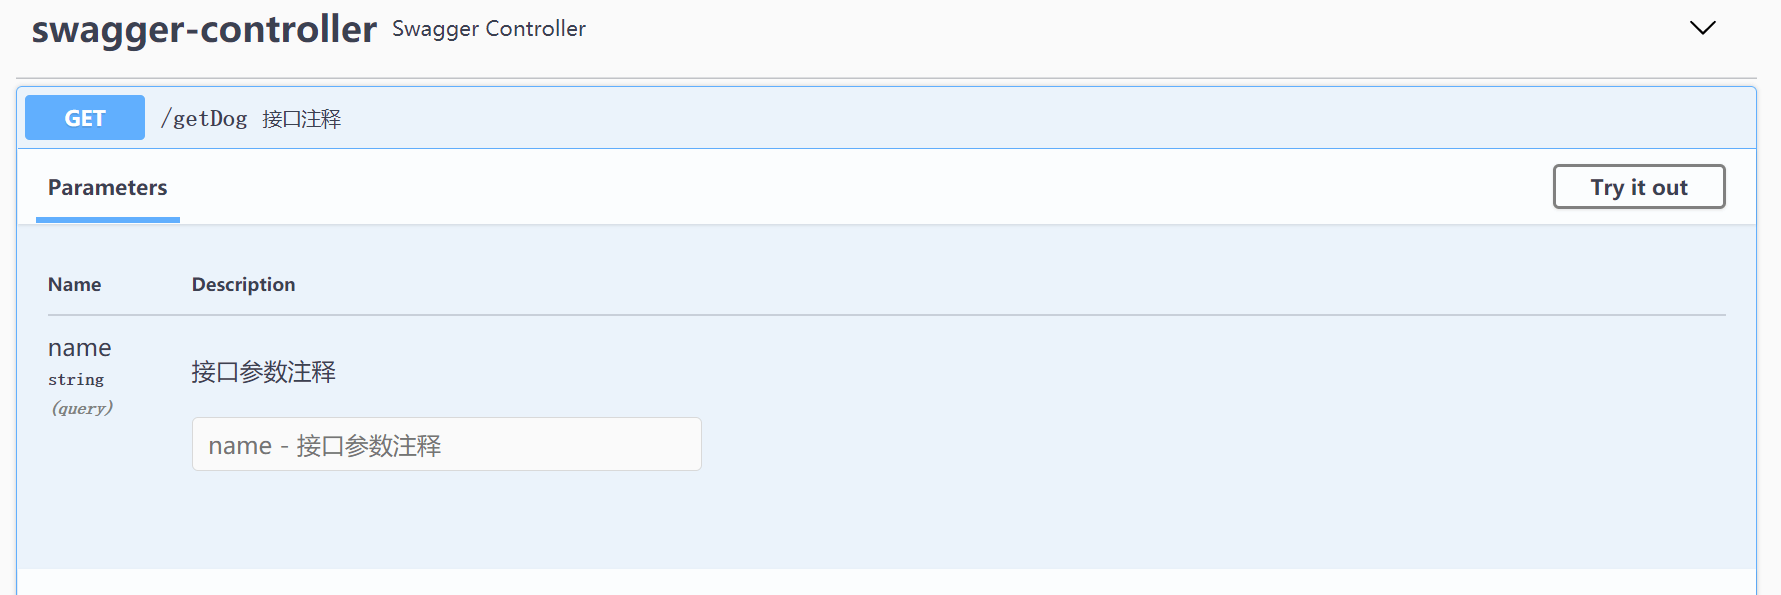 swagger-controller Swagger Controller
GET /getDog 接口注释
Parameters Try it out
Name Description
name
接口参数注释
string
(query)
name - 接口参数注释